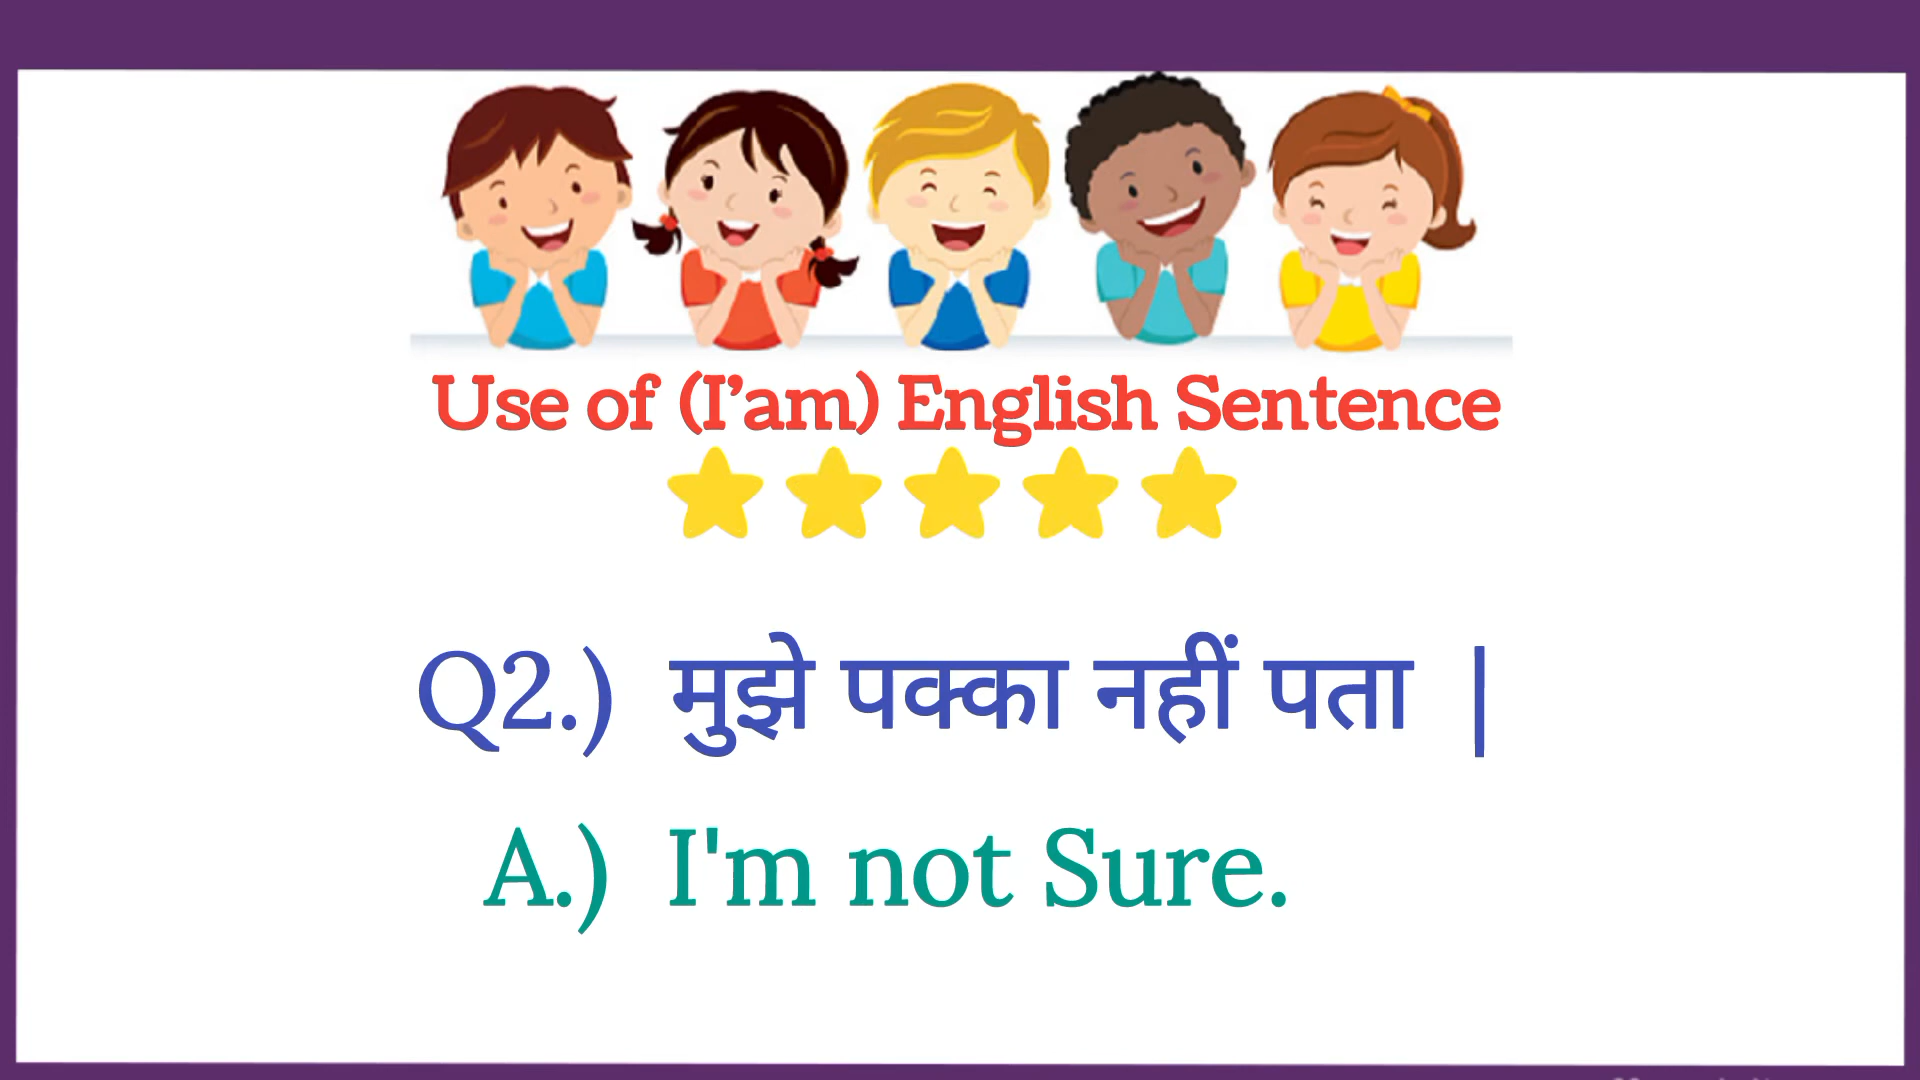 Use of (I’am) English Sentence
Q2.) मुझे पक्का नहीं पता |
A.) I'm not Sure.